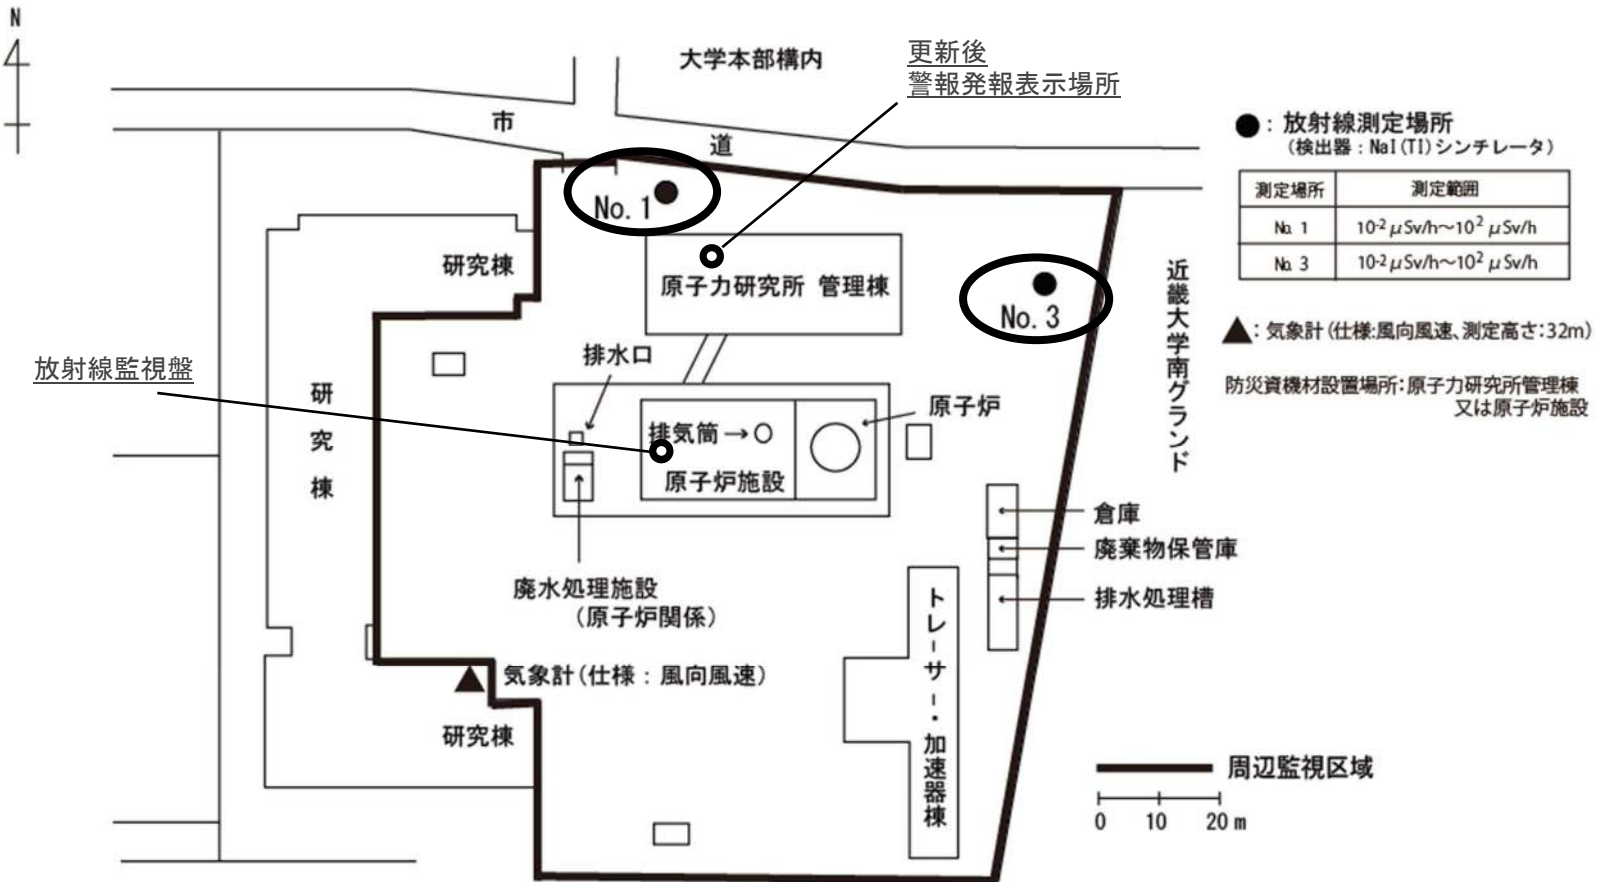 N
大学本部構内
更新後
警報発報表示場所
市
道
●: 放射線測定場所
(検出器:NaI(Tl)シンチレータ)
測定場所 測定範囲
No. 1 10-2 μSv/h～10² μSv/h
No. 3 10-2 μSv/h～10² μSv/h
No. 1
研究棟
原子力研究所 管理棟
No. 3
近畿大学南グランド
▲: 気象計(仕様:風向風速、測定高さ:32m)
防災資機材設置場所:原子力研究所管理棟
又は原子炉施設
放射線監視盤
排水口
研究棟
原子炉
排気筒→
原子炉施設
倉庫
廃棄物保管庫
排水処理槽
廃水処理施設
(原子炉関係)
トレーサー・加速器棟
気象計(仕様:風向風速)
研究棟
周辺監視区域
0 10 20 m